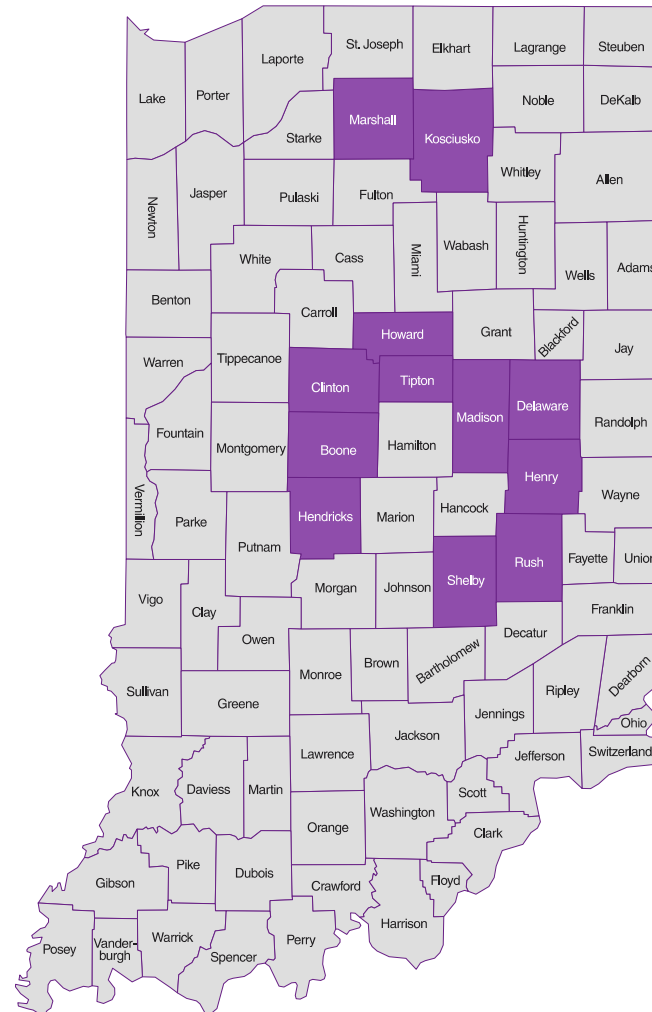 St. Joseph
Elkhart
Lagrange
Steuben
Laporte
Porter
Lake
Noble
DeKalb
Marshall
Kosciusko
Starke
Whitley
Allen
Jasper
Newton
Pulaski
Fulton
Miami
Wabash
Huntington
White
Cass
Wells
Adams
Benton
Carroll
Howard
Grant
Blackford
Jay
Warren
Tippecanoe
Clinton
Tipton
Madison
Delaware
Randolph
Fountain
Montgomery
Boone
Hamilton
Henry
Wayne
Vermillion
Parke
Putnam
Hendricks
Marion
Hancock
Rush
Fayette
Union
Vigo
Clay
Morgan
Johnson
Shelby
Franklin
Owen
Decatur
Sullivan
Greene
Monroe
Brown
Bartholomew
Ripley
Dearborn
Jennings
Ohio
Lawrence
Jackson
Jefferson
Switzerland
Knox
Daviess
Martin
Scott
Orange
Washington
Clark
Gibson
Pike
Dubois
Crawford
Floyd
Harrison
Posey
Vander-
burgh
Warrick
Spencer
Perry